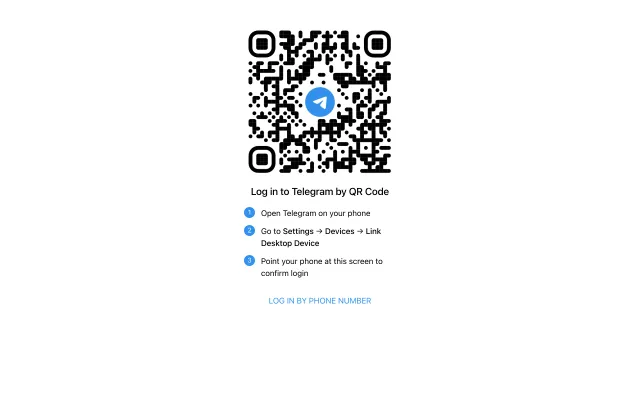 Log in to Telegram by QR Code
1 Open Telegram on your phone
2 Go to Settings → Devices → Link
Desktop Device
3 Point your phone at this screen to
confirm login
LOG IN BY PHONE NUMBER